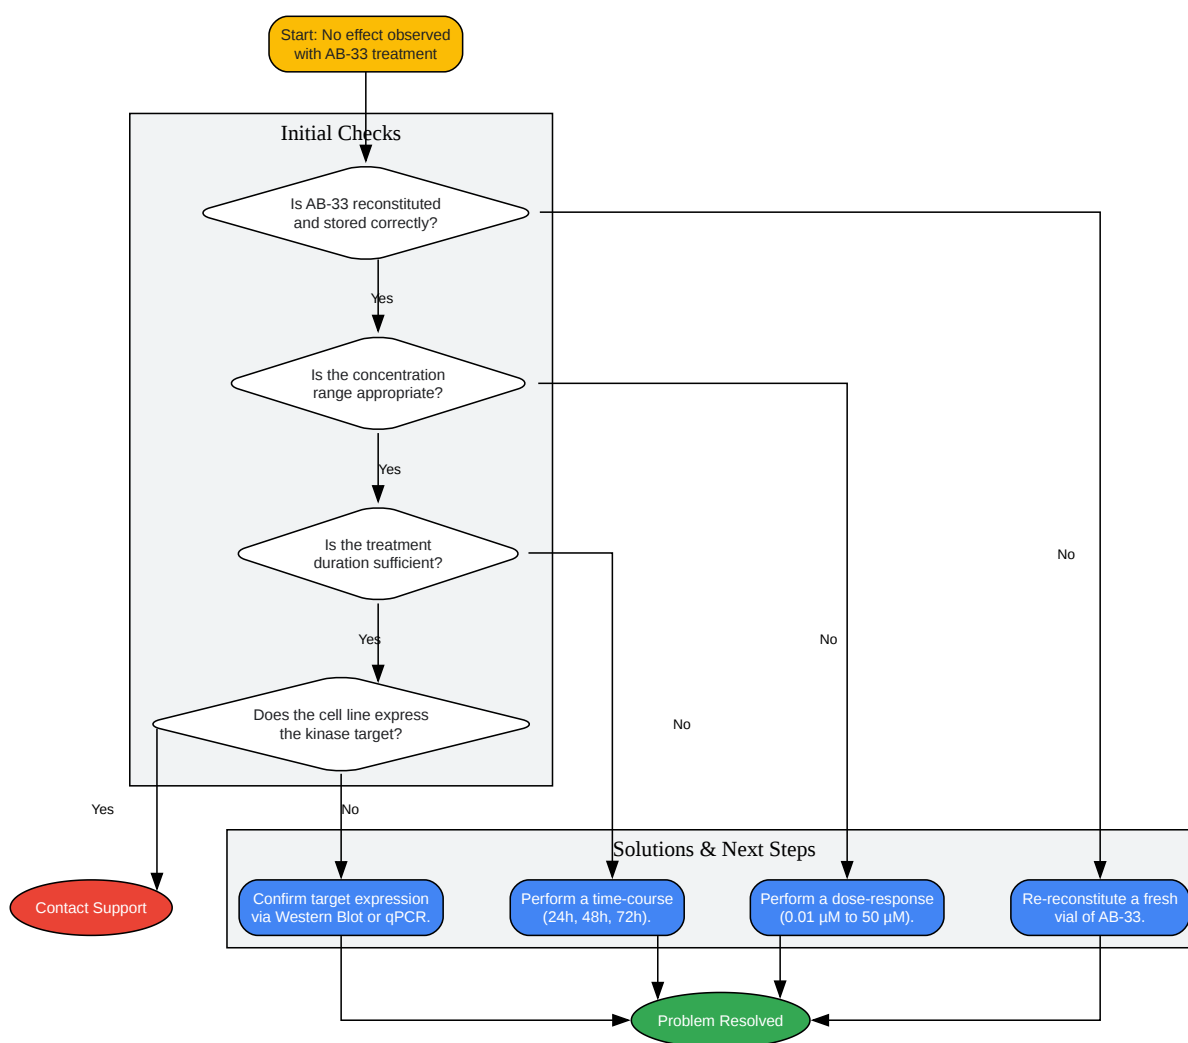 Start: No effect observed
with AB-33 treatment
Initial Checks
Is AB-33 reconstituted
and stored correctly?
Yes
Is the concentration
range appropriate?
Yes
Is the treatment
duration sufficient?
No
Yes
No
No
Does the cell line express
the kinase target?
Yes
No
Solutions & Next Steps
Contact Support
Confirm target expression
via Western Blot or qPCR.
Perform a time-course
(24h, 48h, 72h).
Perform a dose-response
(0.01 µM to 50 µM).
Re-reconstitute a fresh
vial of AB-33.
Problem Resolved